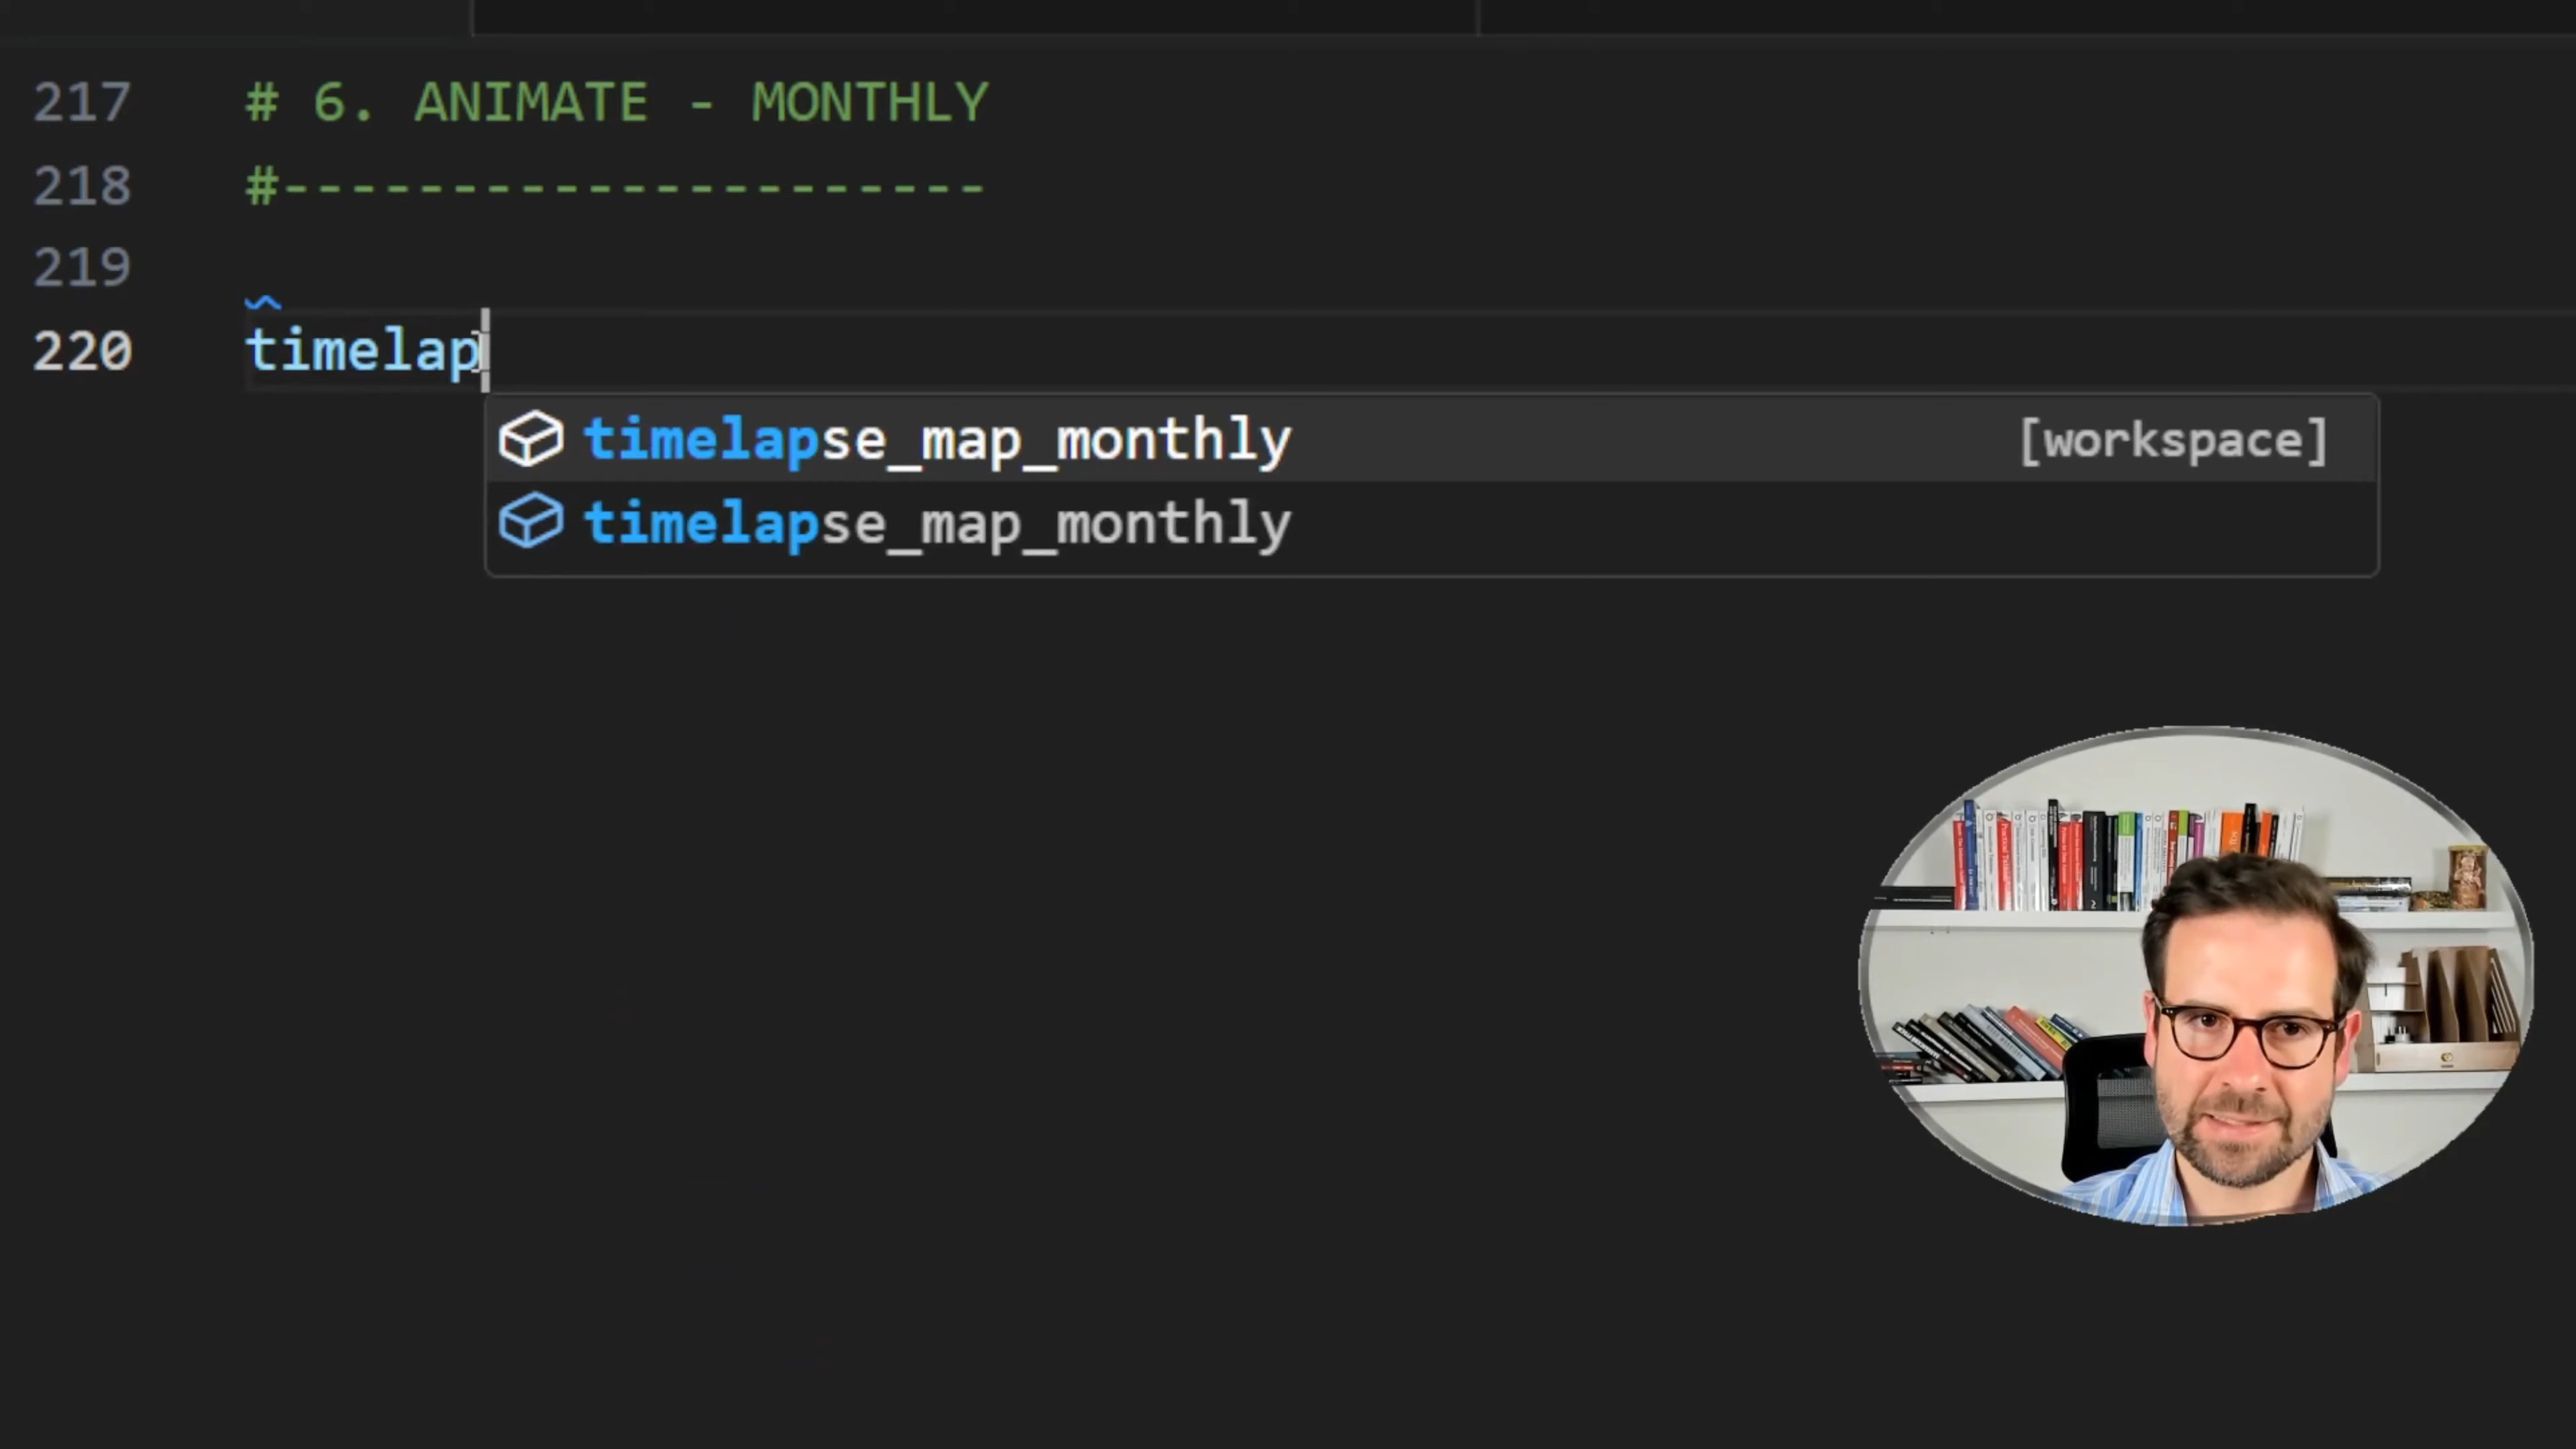 217 # 6. ANIMATE - MONTHLY
218 #---------------------
219
220 timelap
timelapse_map_monthly [workspace]
timelapse_map_monthly